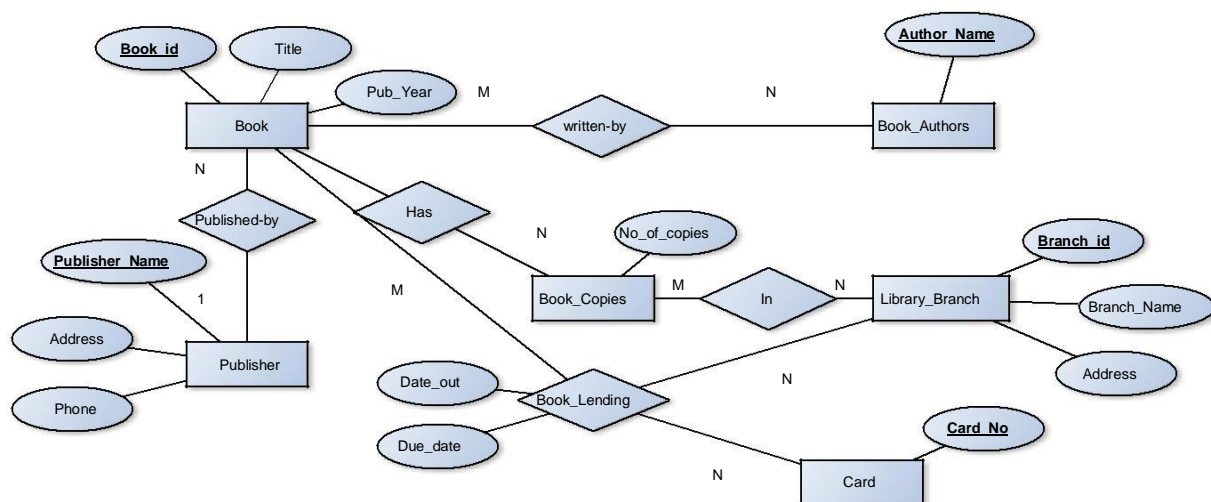 Book_id
Title
Author_Name
Pub_Year
M
N
Book
written-by
Book_Authors
N
Published-by
Has
No_of_copies
Branch_id
N
Publisher_Name
1
M
Book_Copies
M
In
N
Library_Branch
Branch_Name
Address
Publisher
Address
Date_out
N
Book_Lending
Phone
Due_date
Card_No
N
Card